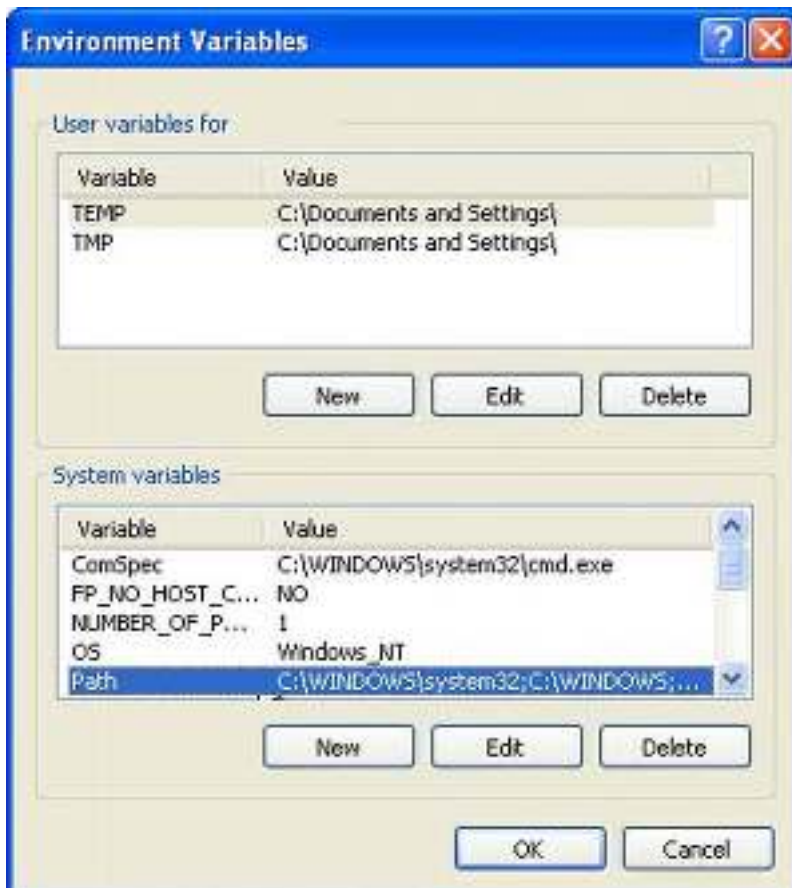 Environment Variables
User variables for
Variable Value
TEMP C:\Documents and Settings\
TMP C:\Documents and Settings\
New Edit Delete
System variables
Variable Value
ComSpec C:\WINDOWS\system32\cmd.exe
FP_NO_HOST_C... NO
NUMBER_OF_P... 1
OS Windows_NT
Path C:\WINDOWS\system32;C:\WINDOWS;...
New Edit Delete
OK Cancel